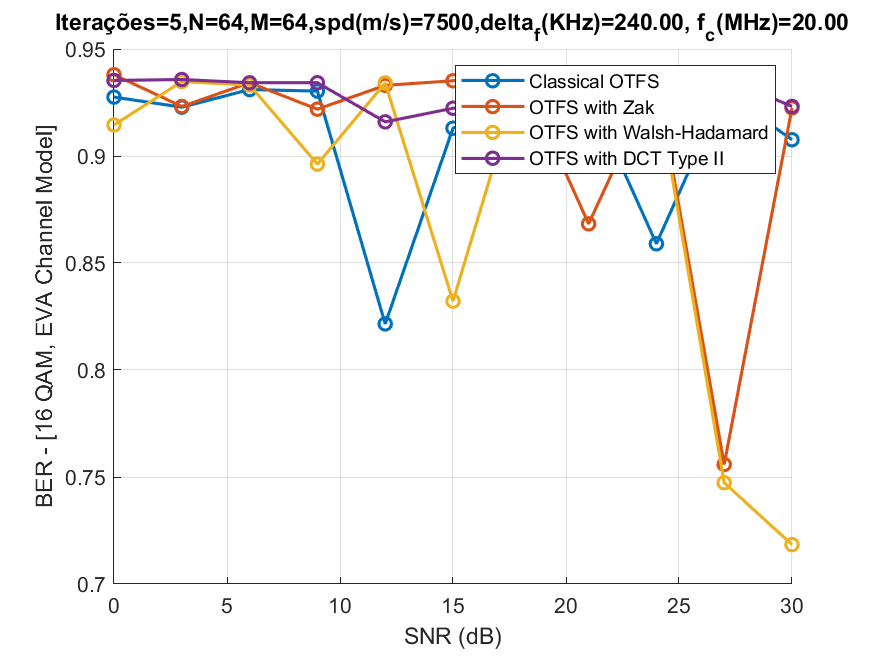 Iterações=5,N=64,M=64,spd(m/s)=7500,delta_f(KHz)=240.00, f_c(MHz)=20.00
0.95
0.9
0.85
0.8
0.75
0.7
BER - [16 QAM, EVA Channel Model]
Classical OTFS
OTFS with Zak
OTFS with Walsh-Hadamard
OTFS with DCT Type II
0 5 10 15 20 25 30
SNR (dB)